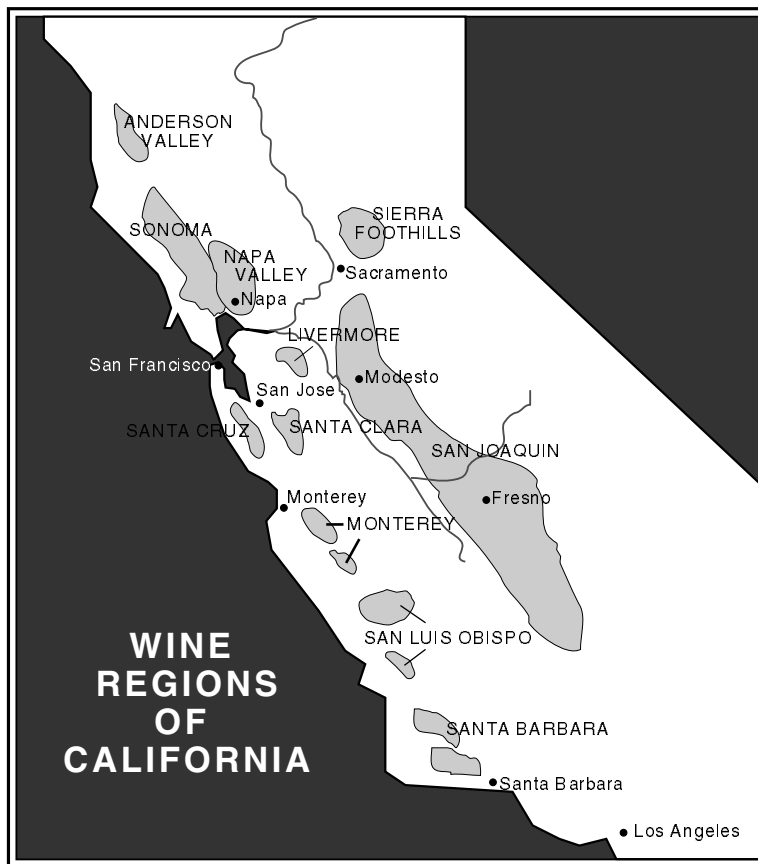 ANDERSON
VALLEY
SIERRA
FOOTHILLS
SONOMA
NAPA
VALLEY
Sacramento
Napa
LIVERMORE
San Francisco
Modesto
San Jose
SANTA CRUZ
SANTA CLARA
SAN JOAQUIN
Monterey
Fresno
MONTEREY
SAN LUIS OBISPO
WINE
REGIONS
OF
CALIFORNIA
SANTA BARBARA
Santa Barbara
Los Angeles